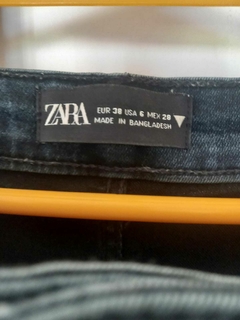 ZARA
EUR 38 USA 6 MEX 28
MADE IN BANGLADESH